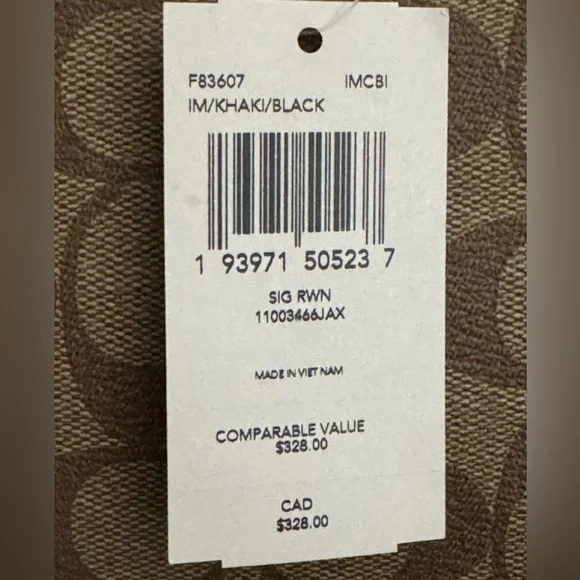 F83607 IMCBI
IM/KHAKI/BLACK
1 93971 50523 7
SIG RWN
11003466JAX
MADE IN VIET NAM
COMPARABLE VALUE
$328.00
CAD
$328.00